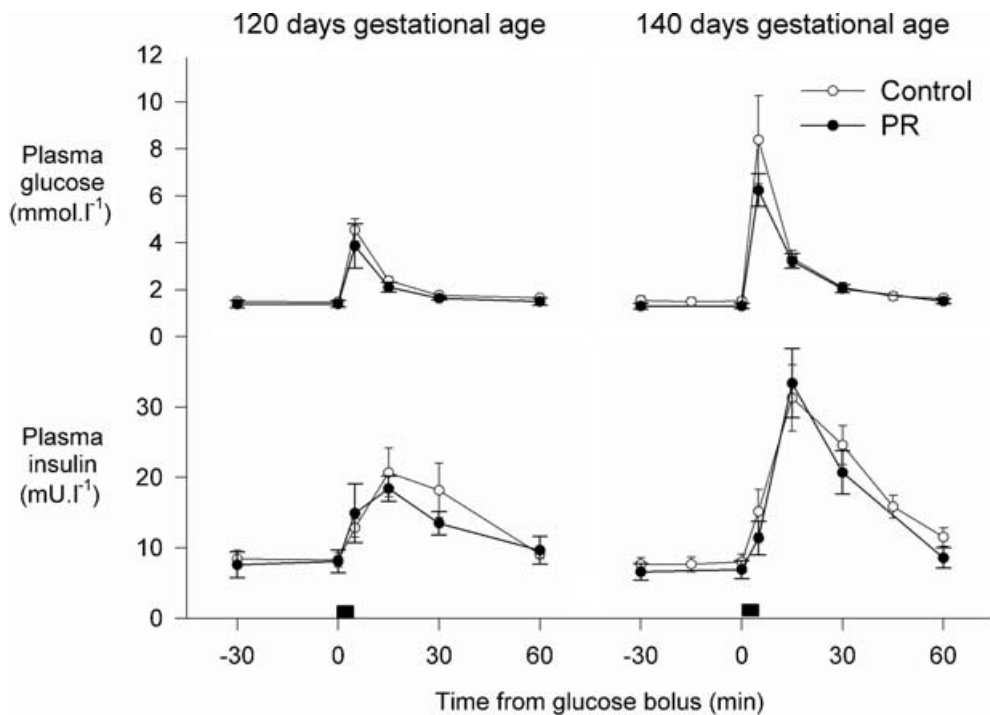 120 days gestational age
140 days gestational age
12
10
8
6
4
2
0
Plasma
glucose
(mmol.l⁻¹)
Control
PR
30
20
10
0
Plasma
insulin
(mU.l⁻¹)
-30 0 30 60
-30 0 30 60
Time from glucose bolus (min)